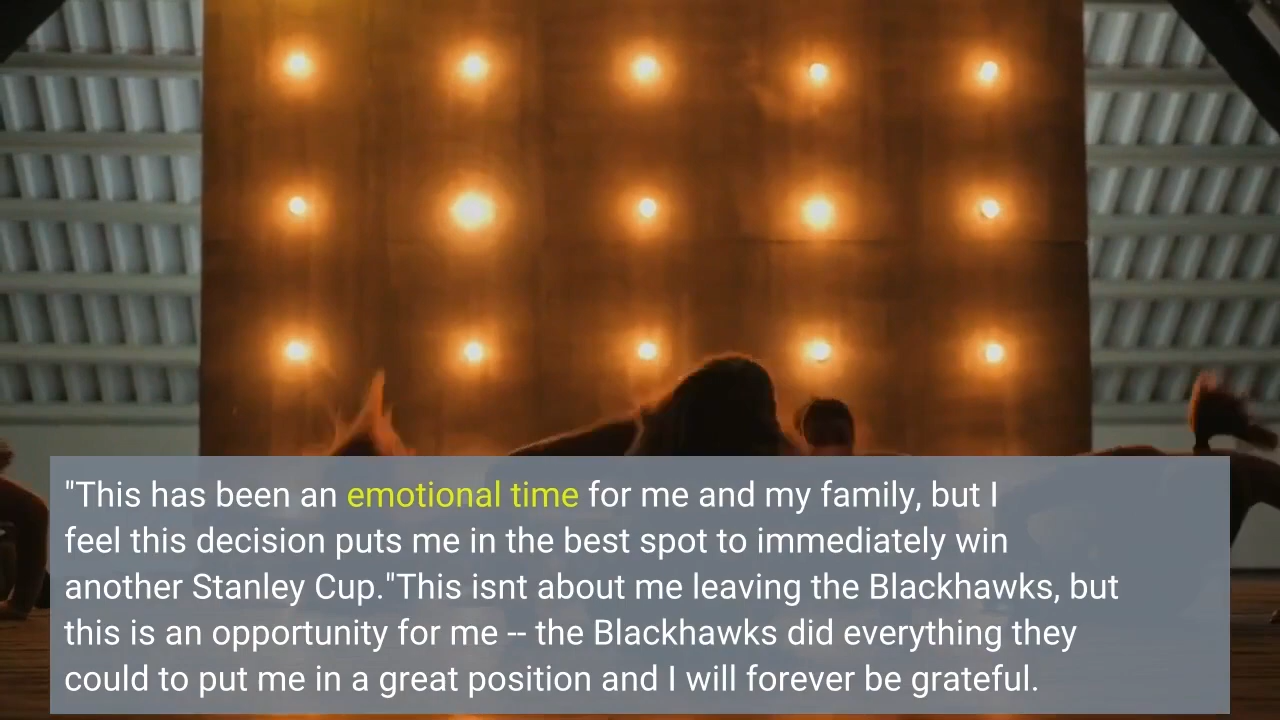 "This has been an emotional time for me and my family, but I
feel this decision puts me in the best spot to immediately win
another Stanley Cup."This isnt about me leaving the Blackhawks, but
this is an opportunity for me -- the Blackhawks did everything they
could to put me in a great position and I will forever be grateful.